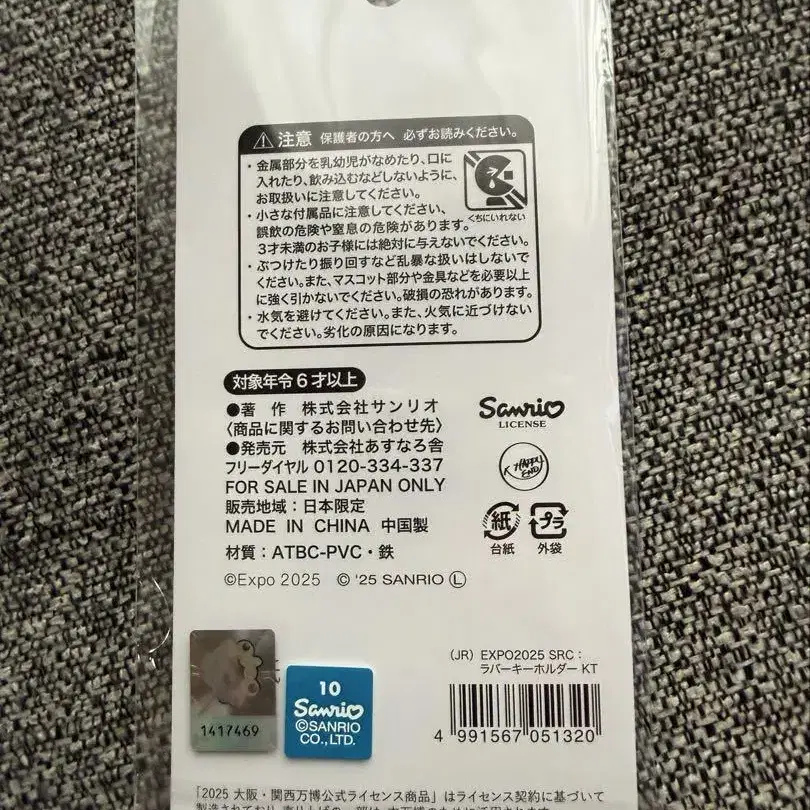 注意 保護者の方へ 必ずお読みください。
・金属部分を乳幼児がなめたり、口に
入れたり、飲み込むなどしないように、
お取扱いに注意してください。
・小さな付属品に注意してください、
誤飲の危険や窒息の危険があります。
3才未満のお子様には絶対に与えないでください。
くちにいれない
・ぶつけたり振り回すなど乱暴な扱いはしないで
ください。また、マスコット部分や金具などを必要以上
に強く引かないでください。破損の恐れがあります。
・水気を避けてください。また、火気に近づけない
でください。劣化の原因になります。
対象年令6才以上
●著 作 株式会社サンリオ
〈商品に関するお問い合わせ先〉
●発売元 株式会社あすなろ舎
フリーダイヤル 0120-334-337
FOR SALE IN JAPAN ONLY
販売地域：日本限定
MADE IN CHINA 中国製
材質：ATBC-PVC・鉄
©Expo 2025 © '25 SANRIO Ⓛ
Sanrio
LICENSE
HAPPY
END
紙 プラ
台紙 外袋
1417469
10
Sanrio
©SANRIO
CO.,LTD.
(JR) EXPO2025 SRC：
ラバーキーホルダー KT
4 991567 051320
「2025 大阪・関西万博公式ライセンス商品」はライセンス契約に基づいて